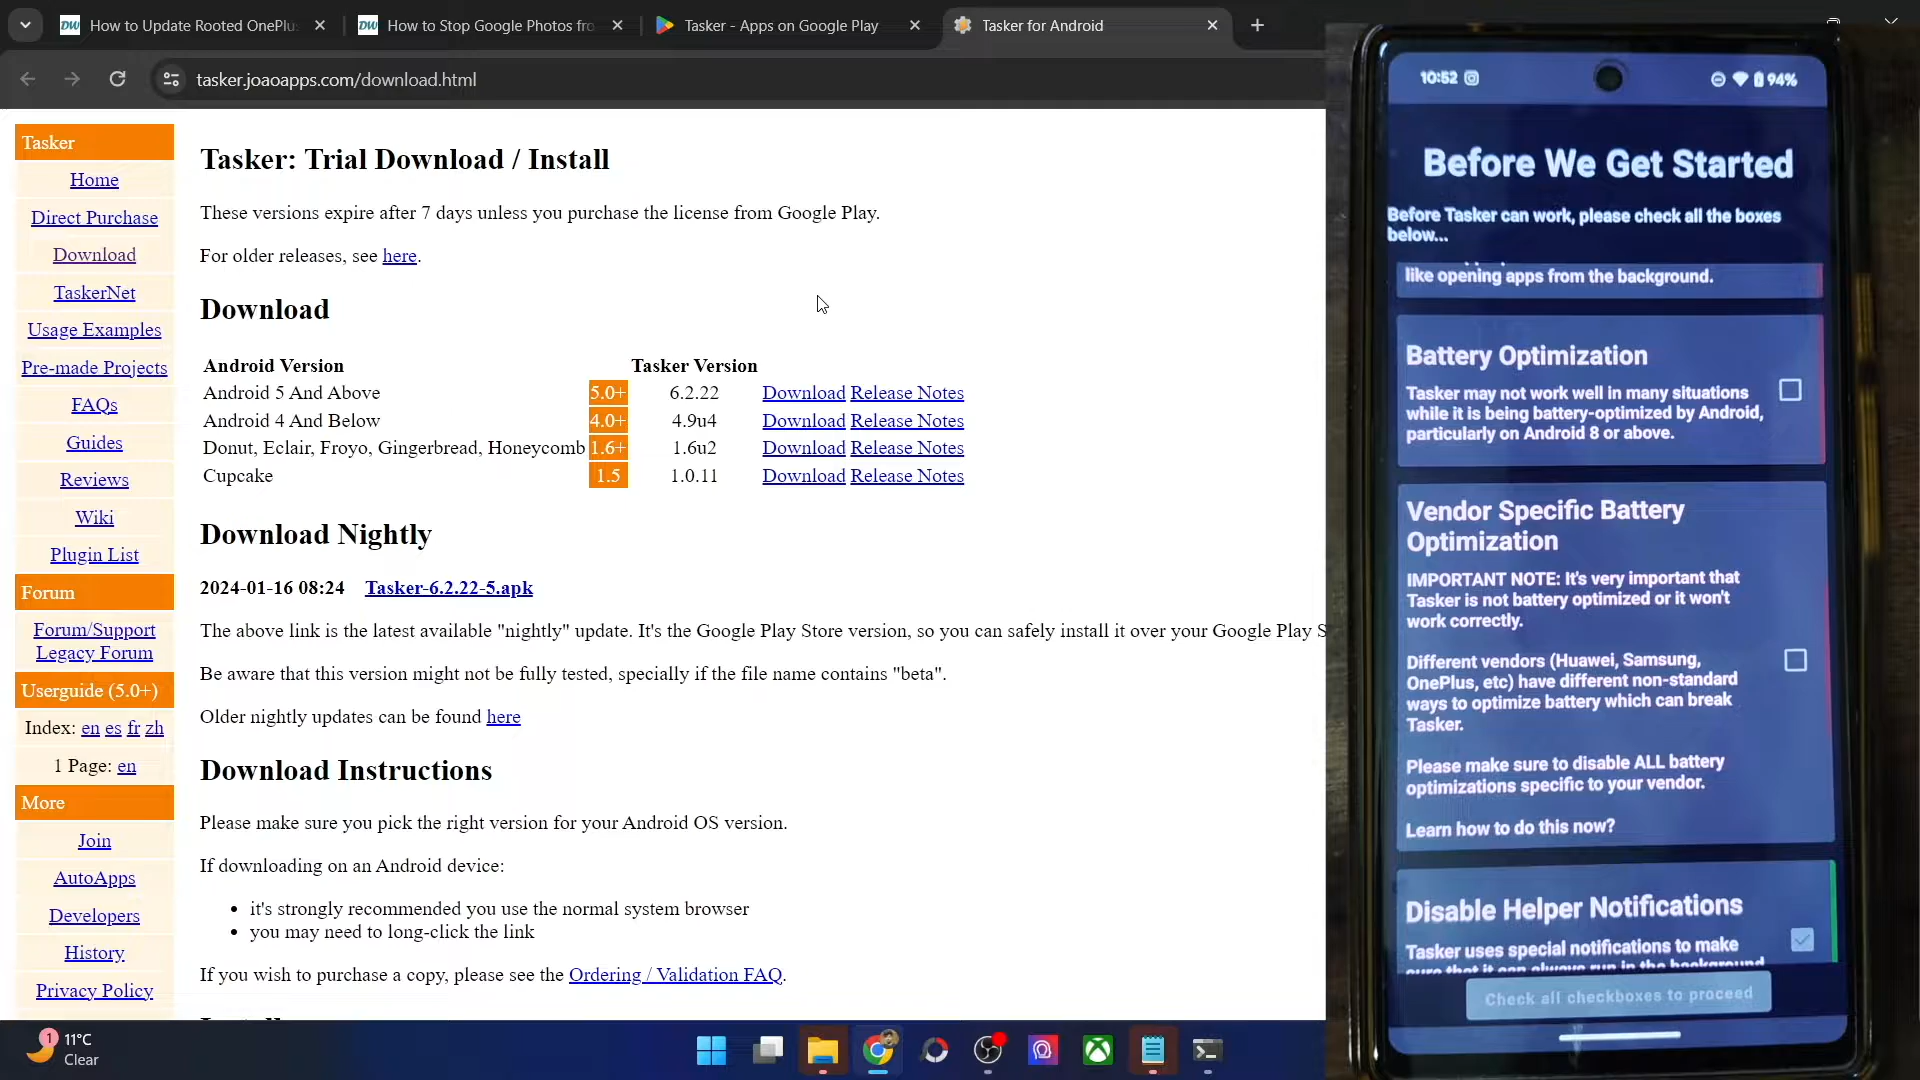 How to Update Rooted OnePlu
How to Stop Google Photos fro
Tasker - Apps on Google Play
Tasker for Android
tasker.joaoapps.com/download.html
Tasker
Home
Direct Purchase
Download
TaskerNet
Usage Examples
Pre-made Projects
FAQs
Guides
Reviews
Wiki
Plugin List
Forum
Forum/Support
Legacy Forum
Userguide (5.0+)
Index: en es fr zh
1 Page: en
More
Join
AutoApps
Developers
History
Privacy Policy
Tasker: Trial Download / Install
These versions expire after 7 days unless you purchase the license from Google Play.
For older releases, see here.
Download
Android Version Tasker Version
Android 5 And Above 5.0+ 6.2.22 Download Release Notes
Android 4 And Below 4.0+ 4.9u4 Download Release Notes
Donut, Eclair, Froyo, Gingerbread, Honeycomb 1.6+ 1.6u2 Download Release Notes
Cupcake 1.5 1.0.11 Download Release Notes
Download Nightly
2024-01-16 08:24 Tasker-6.2.22-5.apk
The above link is the latest available "nightly" update. It's the Google Play Store version, so you can safely install it over your Google Play S
Be aware that this version might not be fully tested, specially if the file name contains "beta".
Older nightly updates can be found here
Download Instructions
Please make sure you pick the right version for your Android OS version.
If downloading on an Android device:
• it's strongly recommended you use the normal system browser
• you may need to long-click the link
If you wish to purchase a copy, please see the Ordering / Validation FAQ.
10:52 94%
Before We Get Started
Before Tasker can work, please check all the boxes
below...
like opening apps from the background.
Battery Optimization
Tasker may not work well in many situations
while it is being battery-optimized by Android,
particularly on Android 8 or above.
Vendor Specific Battery
Optimization
IMPORTANT NOTE: It's very important that
Tasker is not battery optimized or it won't
work correctly.
Different vendors (Huawei, Samsung,
OnePlus, etc) have different non-standard
ways to optimize battery which can break
Tasker.
Please make sure to disable ALL battery
optimizations specific to your vendor.
Learn how to do this now?
Disable Helper Notifications
Tasker uses special notifications to make
sure that it can always run in the background
Check all checkboxes to proceed
1
11°C
Clear